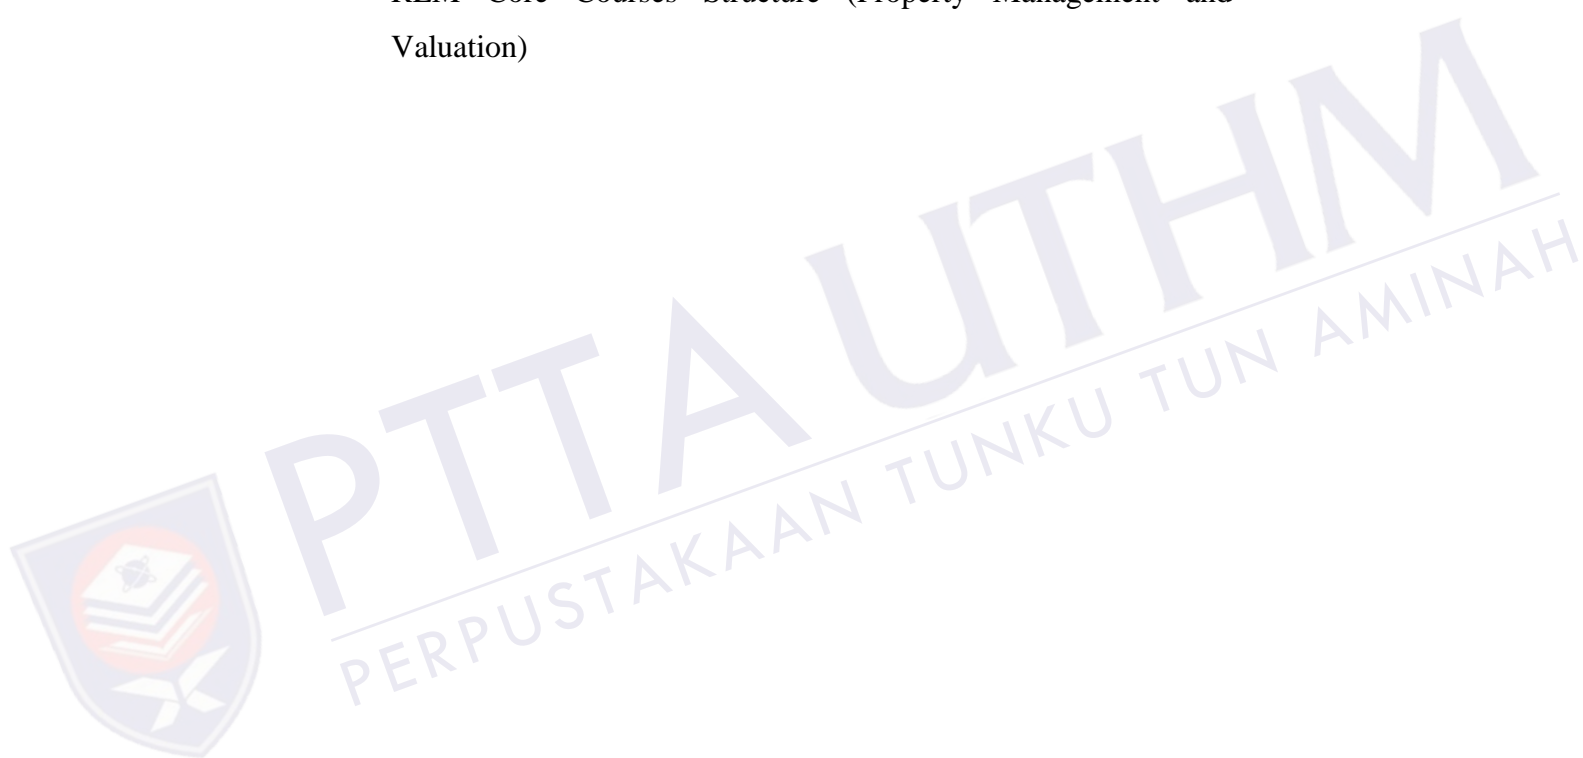 REM Core Courses Structure (Property Management and
Valuation)
PTTA UTHM
PERPUSTAKAAN TUNKU TUN AMINAH